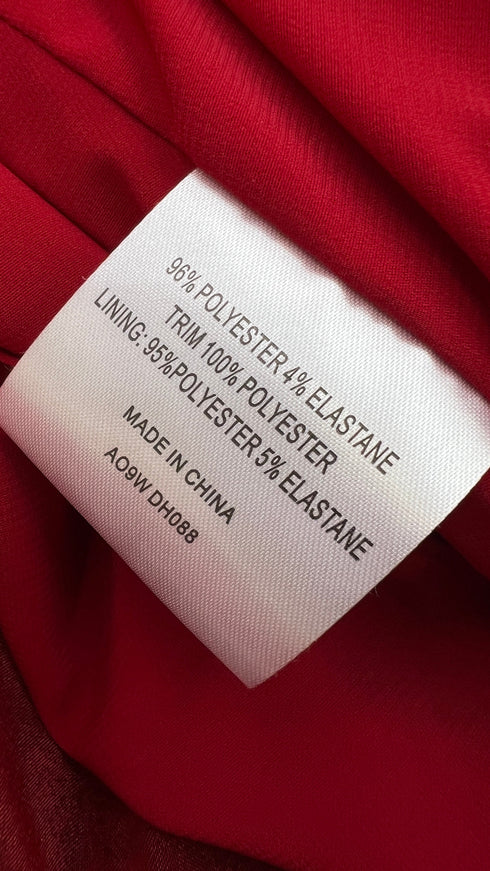 96% POLYESTER 4% ELASTANE
TRIM 100% POLYESTER
LINING: 95%POLYESTER 5% ELASTANE
MADE IN CHINA
AO9W DH088